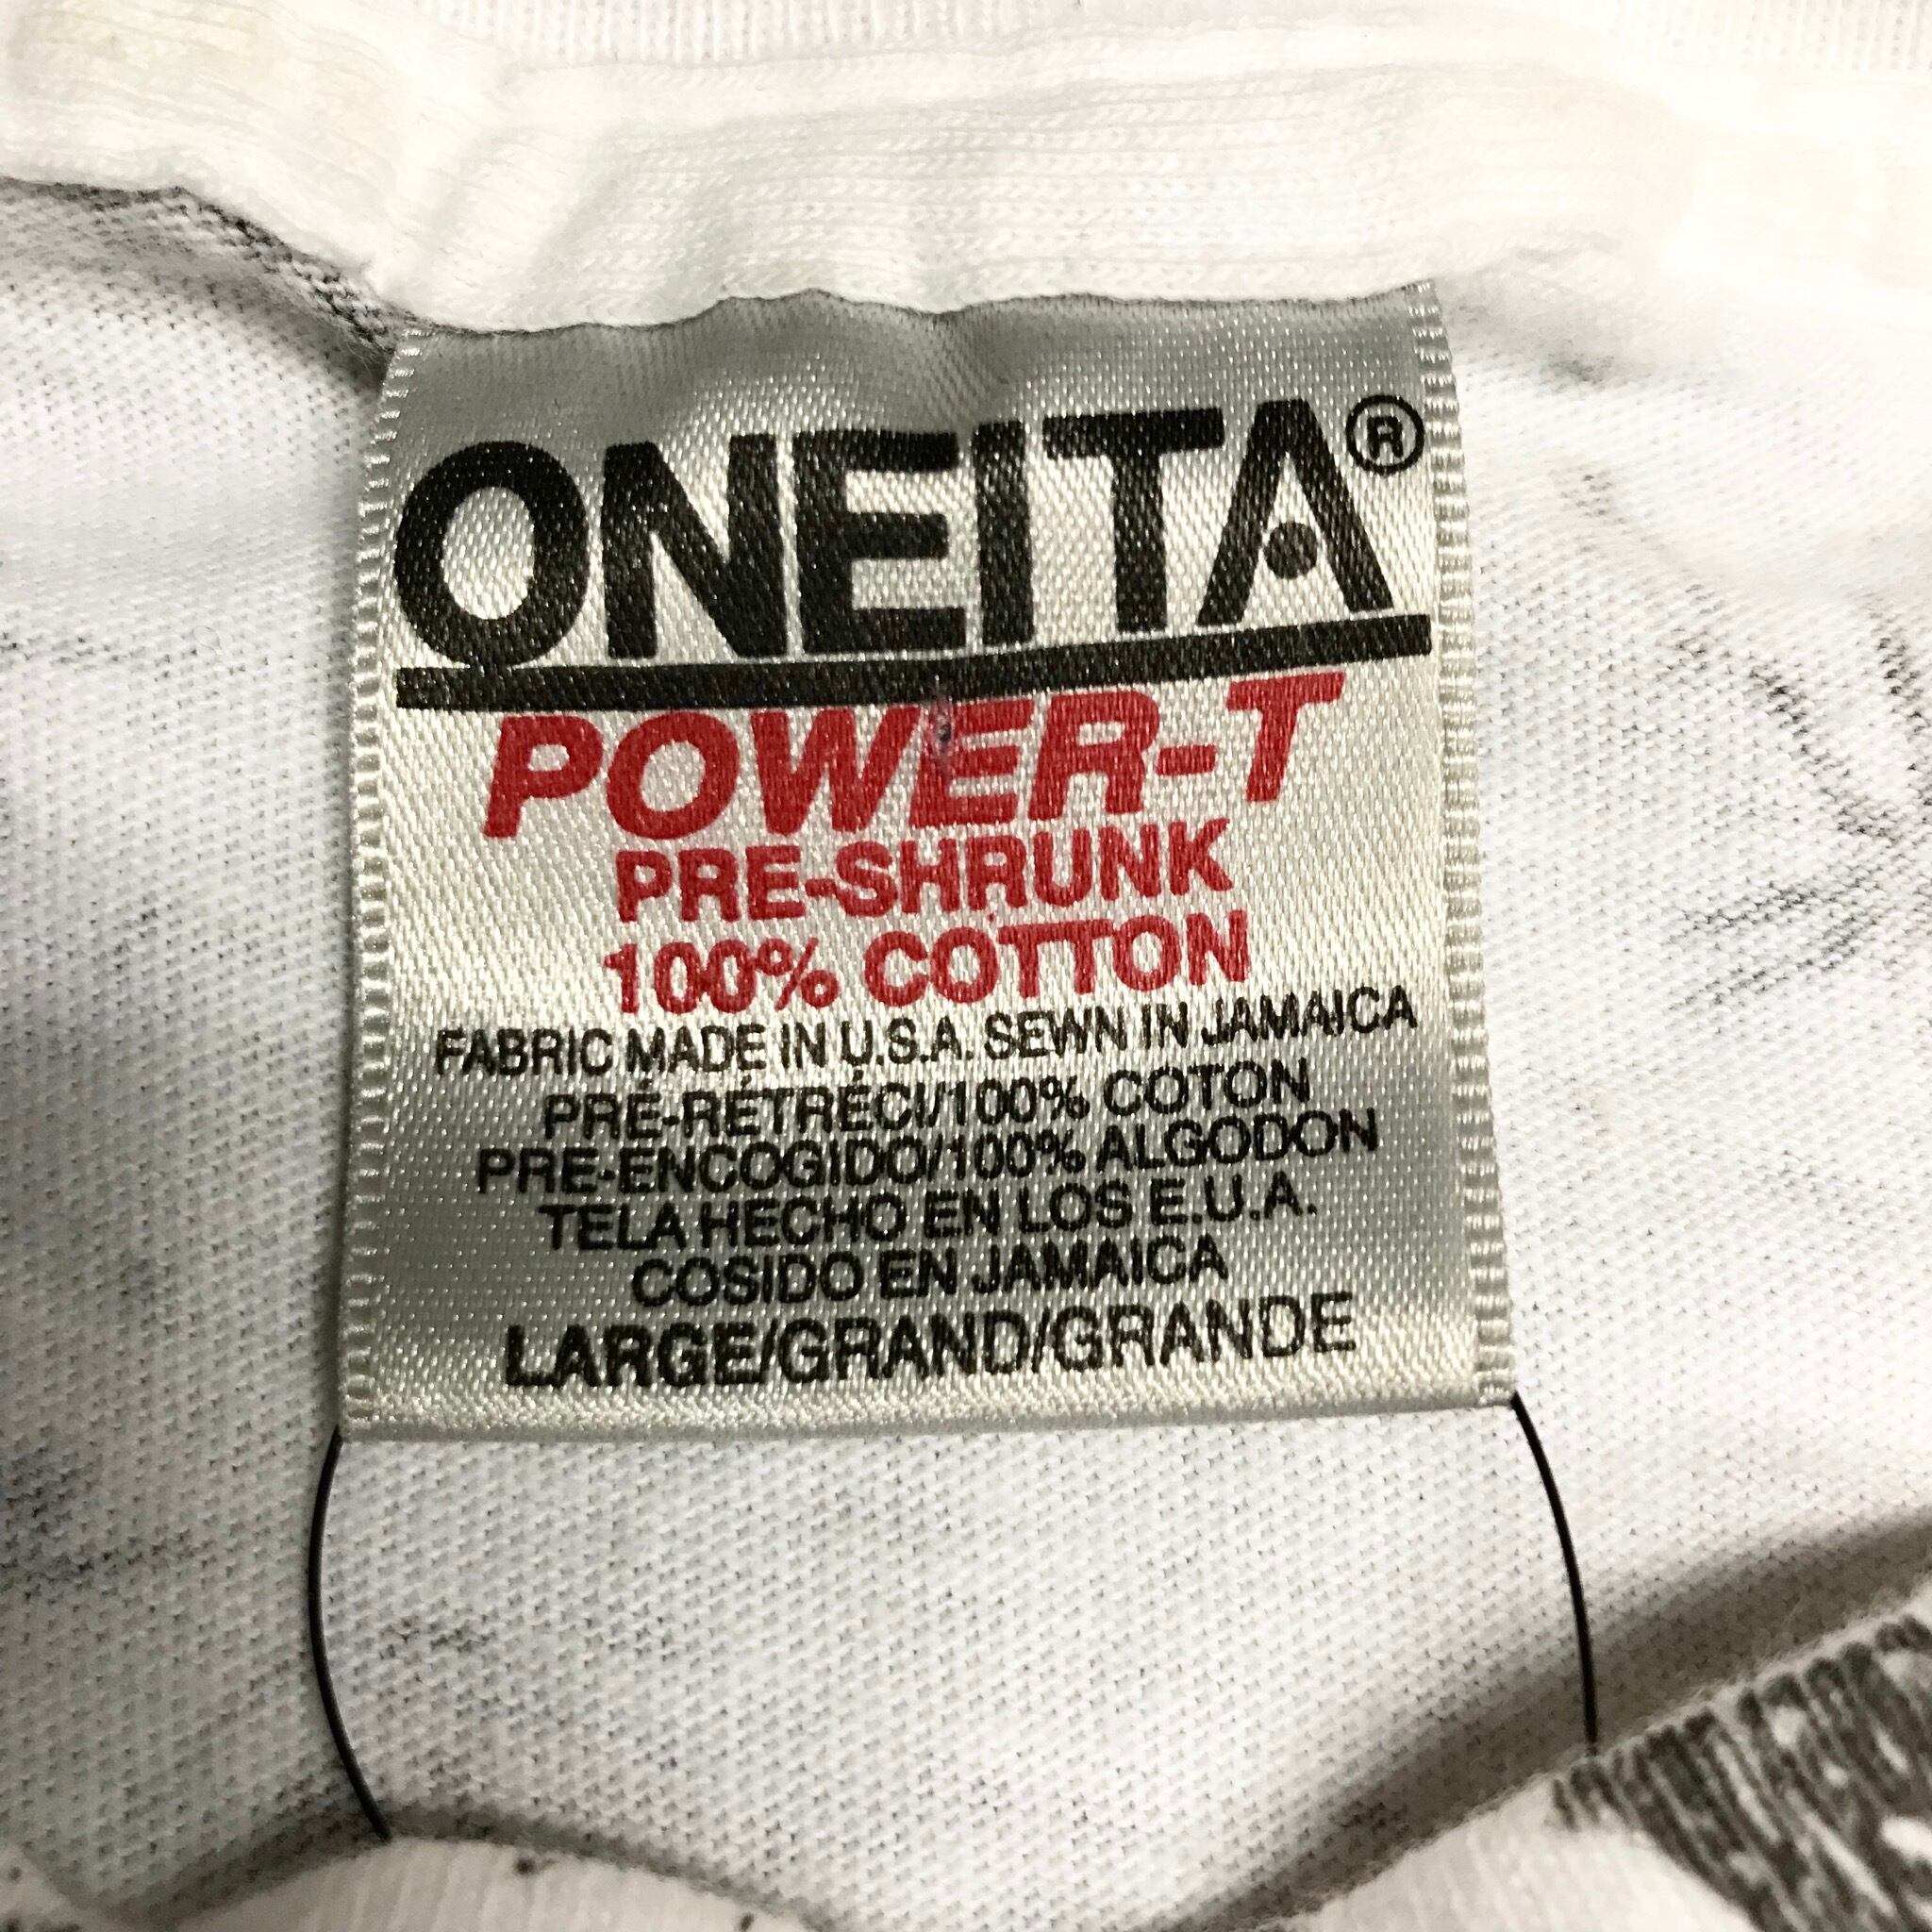 ONEITA®
POWER-T
PRE-SHRUNK
100% COTTON
FABRIC MADE IN U.S.A. SEWN IN JAMAICA
PRÉ-RÉTRÉCI/100% COTON
PRE-ENCOGIDO/100% ALGODON
TELA HECHO EN LOS E.U.A.
COSIDO EN JAMAICA
LARGE/GRAND/GRANDE